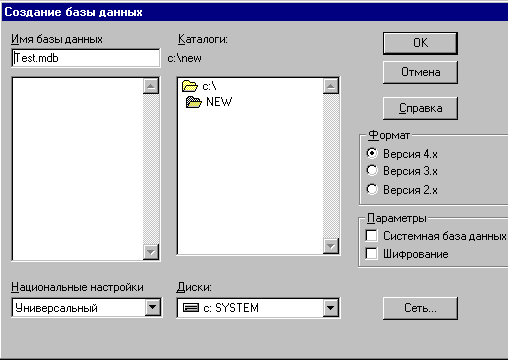 Создание базы данных
Имя базы данных
Каталоги:
OK
Test.mdb
c:\new
Отмена
c:\
NEW
Справка
Формат
Версия 4.x
Версия 3.x
Версия 2.x
Параметры
Системная база данных
Шифрование
Национальные настройки
Диски:
Универсальный
c: SYSTEM
Сеть...